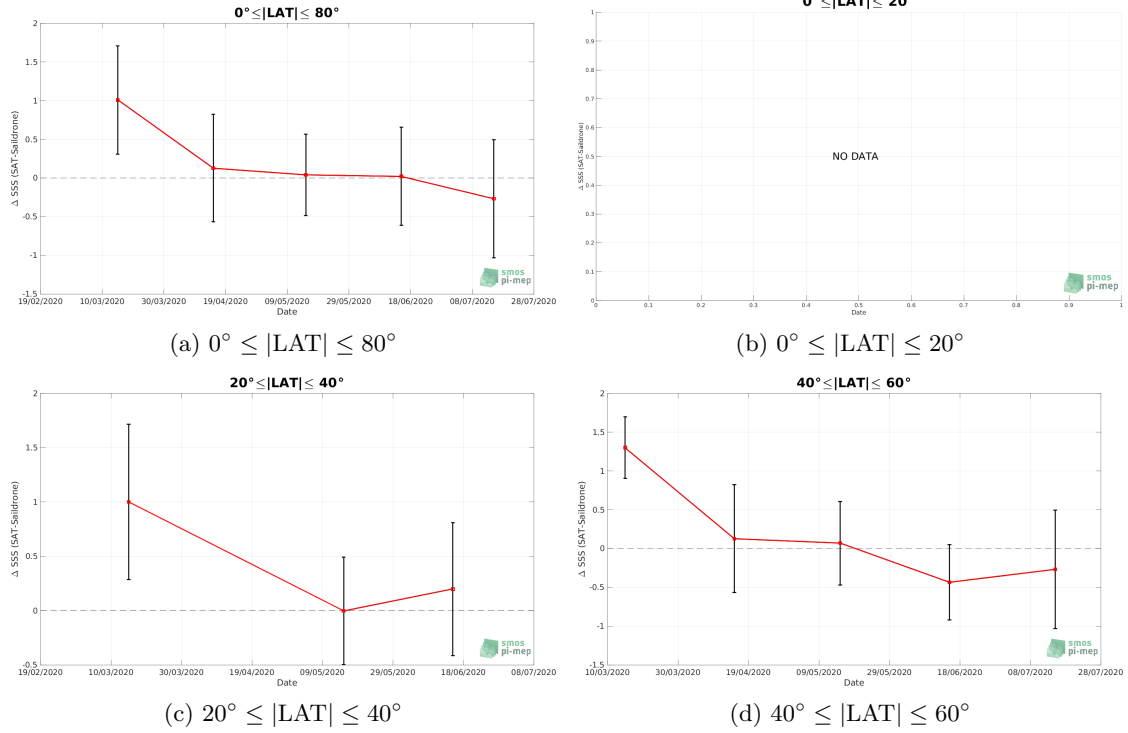 0°≤|LAT|≤ 80°
2
1.5
1
0.5
0
-0.5
-1
-1.5
Δ SSS (SAT-Saildrone)
19/02/2020 10/03/2020 30/03/2020 19/04/2020 09/05/2020 29/05/2020 18/06/2020 08/07/2020 28/07/2020
Date
smos
pi-mep
(a) 0° ≤ |LAT| ≤ 80°
0°≤|LAT|≤ 20°
1
0.9
0.8
0.7
0.6
0.5
0.4
0.3
0.2
0.1
0
Δ SSS (SAT-Saildrone)
NO DATA
0 0.1 0.2 0.3 0.4 0.5 0.6 0.7 0.8 0.9 1
Date
smos
pi-mep
(b) 0° ≤ |LAT| ≤ 20°
20°≤|LAT|≤ 40°
2
1.5
1
0.5
0
-0.5
Δ SSS (SAT-Saildrone)
19/02/2020 10/03/2020 30/03/2020 19/04/2020 09/05/2020 29/05/2020 18/06/2020 08/07/2020
Date
smos
pi-mep
(c) 20° ≤ |LAT| ≤ 40°
40°≤|LAT|≤ 60°
2
1.5
1
0.5
0
-0.5
-1
-1.5
Δ SSS (SAT-Saildrone)
10/03/2020 30/03/2020 19/04/2020 09/05/2020 29/05/2020 18/06/2020 08/07/2020 28/07/2020
Date
smos
pi-mep
(d) 40° ≤ |LAT| ≤ 60°